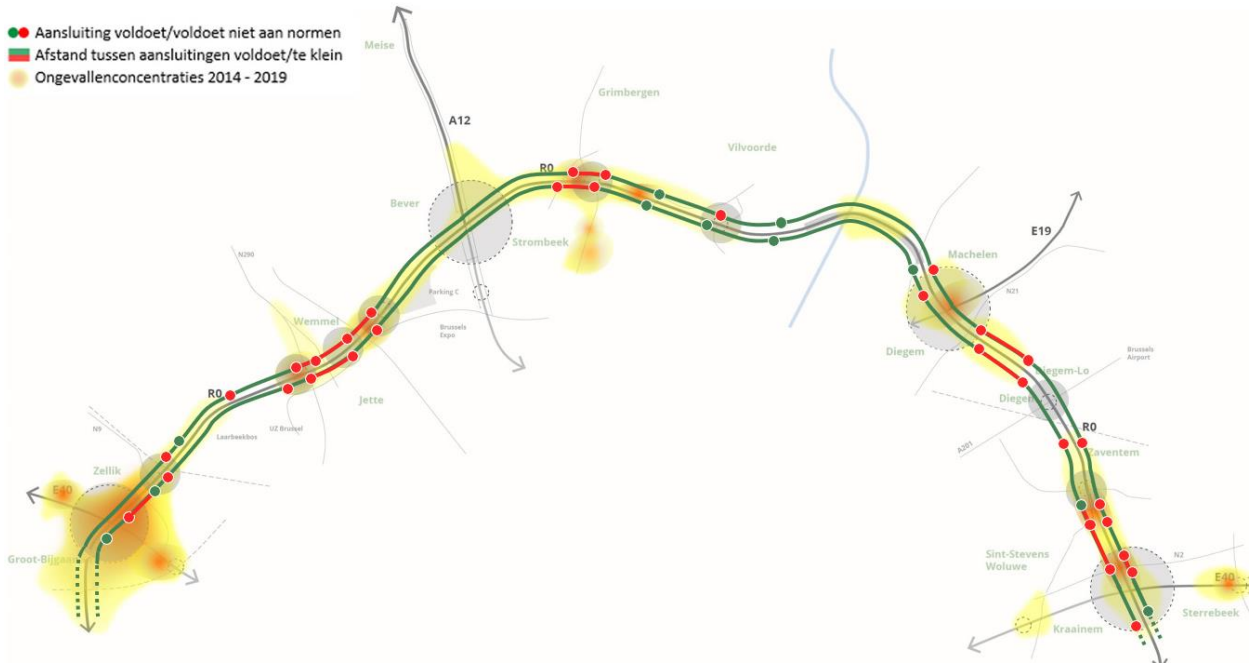 Aansluiting voldoet/voldoet niet aan normen
Afstand tussen aansluitingen voldoet/te klein
Ongevallenconcentraties 2014 - 2019
Meise
Grimbergen
A12
Vilvoorde
R0
Bever
Strombeek
E19
Machelen
N290
N21
Parking C
Wemmel
Brussels
Expo
Diegem
Brussels
Airport
Diegem-Lo
Diegem
R0
Jette
R0
Laarbeekbos
UZ Brussel
N9
A201
Zaventem
Zellik
E40
Groot-Bijgaar
Sint-Stevens
Woluwe
N2
E40
Sterrebeek
Kraainem